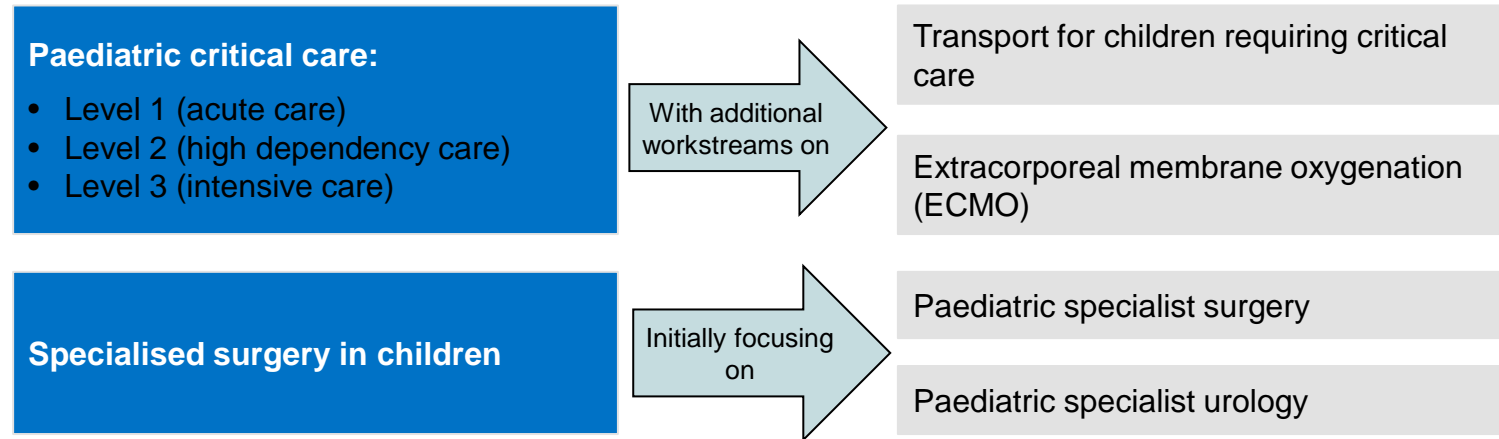 Paediatric critical care:
• Level 1 (acute care)
• Level 2 (high dependency care)
• Level 3 (intensive care)
With additional
workstreams on
Transport for children requiring critical
care
Extracorporeal membrane oxygenation
(ECMO)
Specialised surgery in children
Initially focusing
on
Paediatric specialist surgery
Paediatric specialist urology